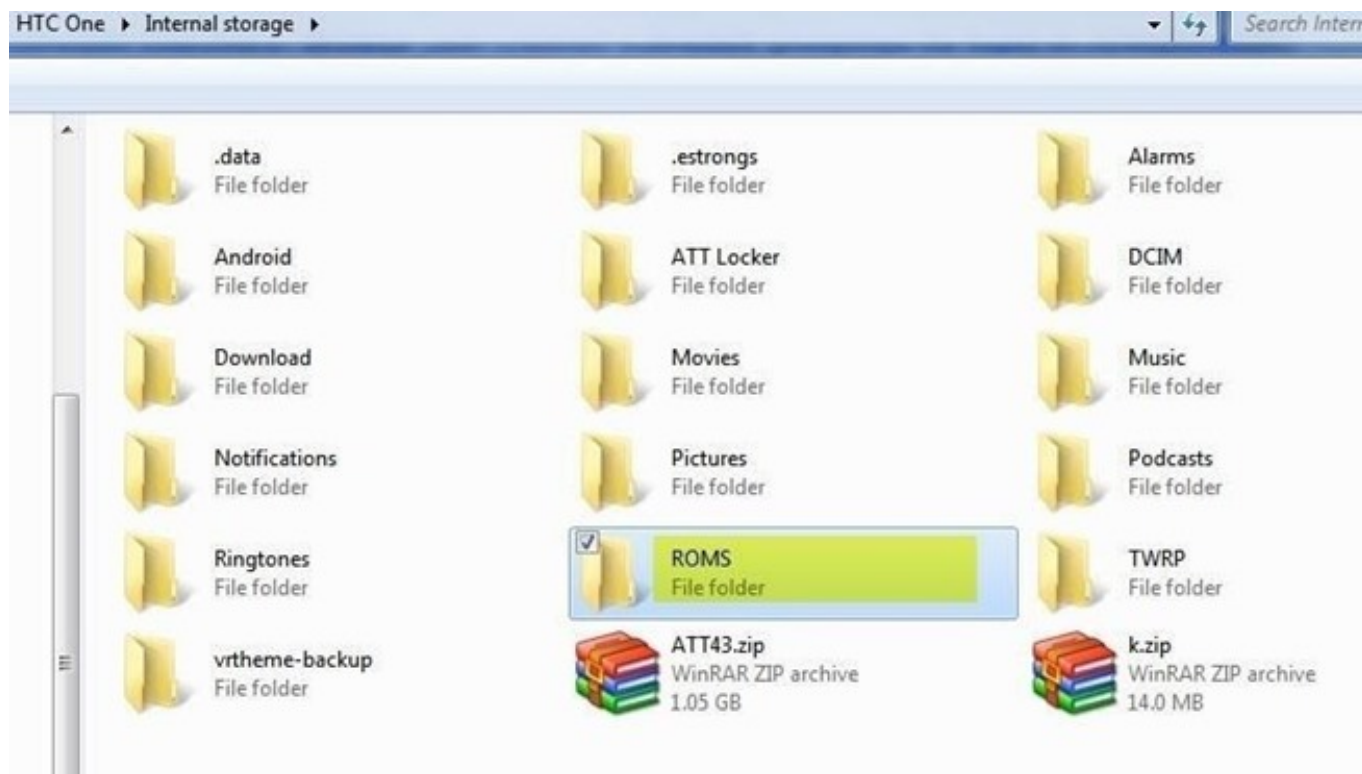 HTC One ▸ Internal storage ▸
Search Intern
.data
File folder
.estrongs
File folder
Alarms
File folder
Android
File folder
ATT Locker
File folder
DCIM
File folder
Download
File folder
Movies
File folder
Music
File folder
Notifications
File folder
Pictures
File folder
Podcasts
File folder
Ringtones
File folder
ROMS
File folder
TWRP
File folder
vrtheme-backup
File folder
ATT43.zip
WinRAR ZIP archive
1.05 GB
k.zip
WinRAR ZIP archive
14.0 MB